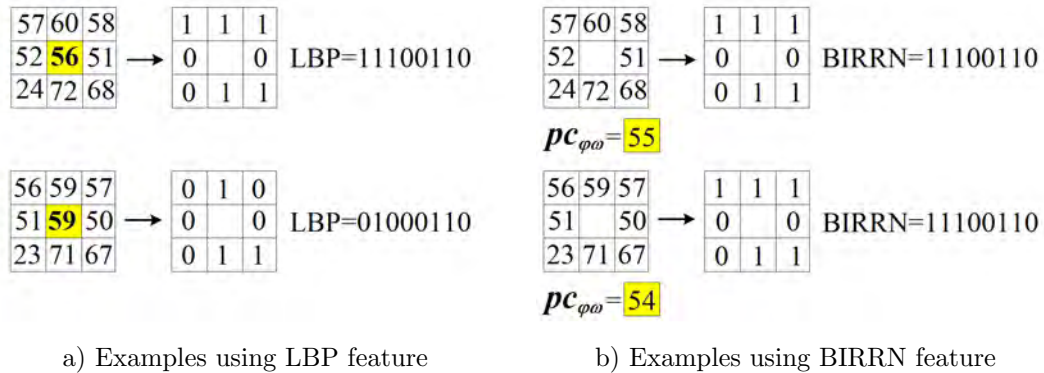 57 60 58
52 56 51
24 72 68
1 1 1
0 0
0 1 1
LBP=11100110
56 59 57
51 59 50
23 71 67
0 1 0
0 0
0 1 1
LBP=01000110
a) Examples using LBP feature
57 60 58
52 51
24 72 68
1 1 1
0 0
0 1 1
BIRRN=11100110
pcφω= 55
56 59 57
51 50
23 71 67
1 1 1
0 0
0 1 1
BIRRN=11100110
pcφω= 54
b) Examples using BIRRN feature